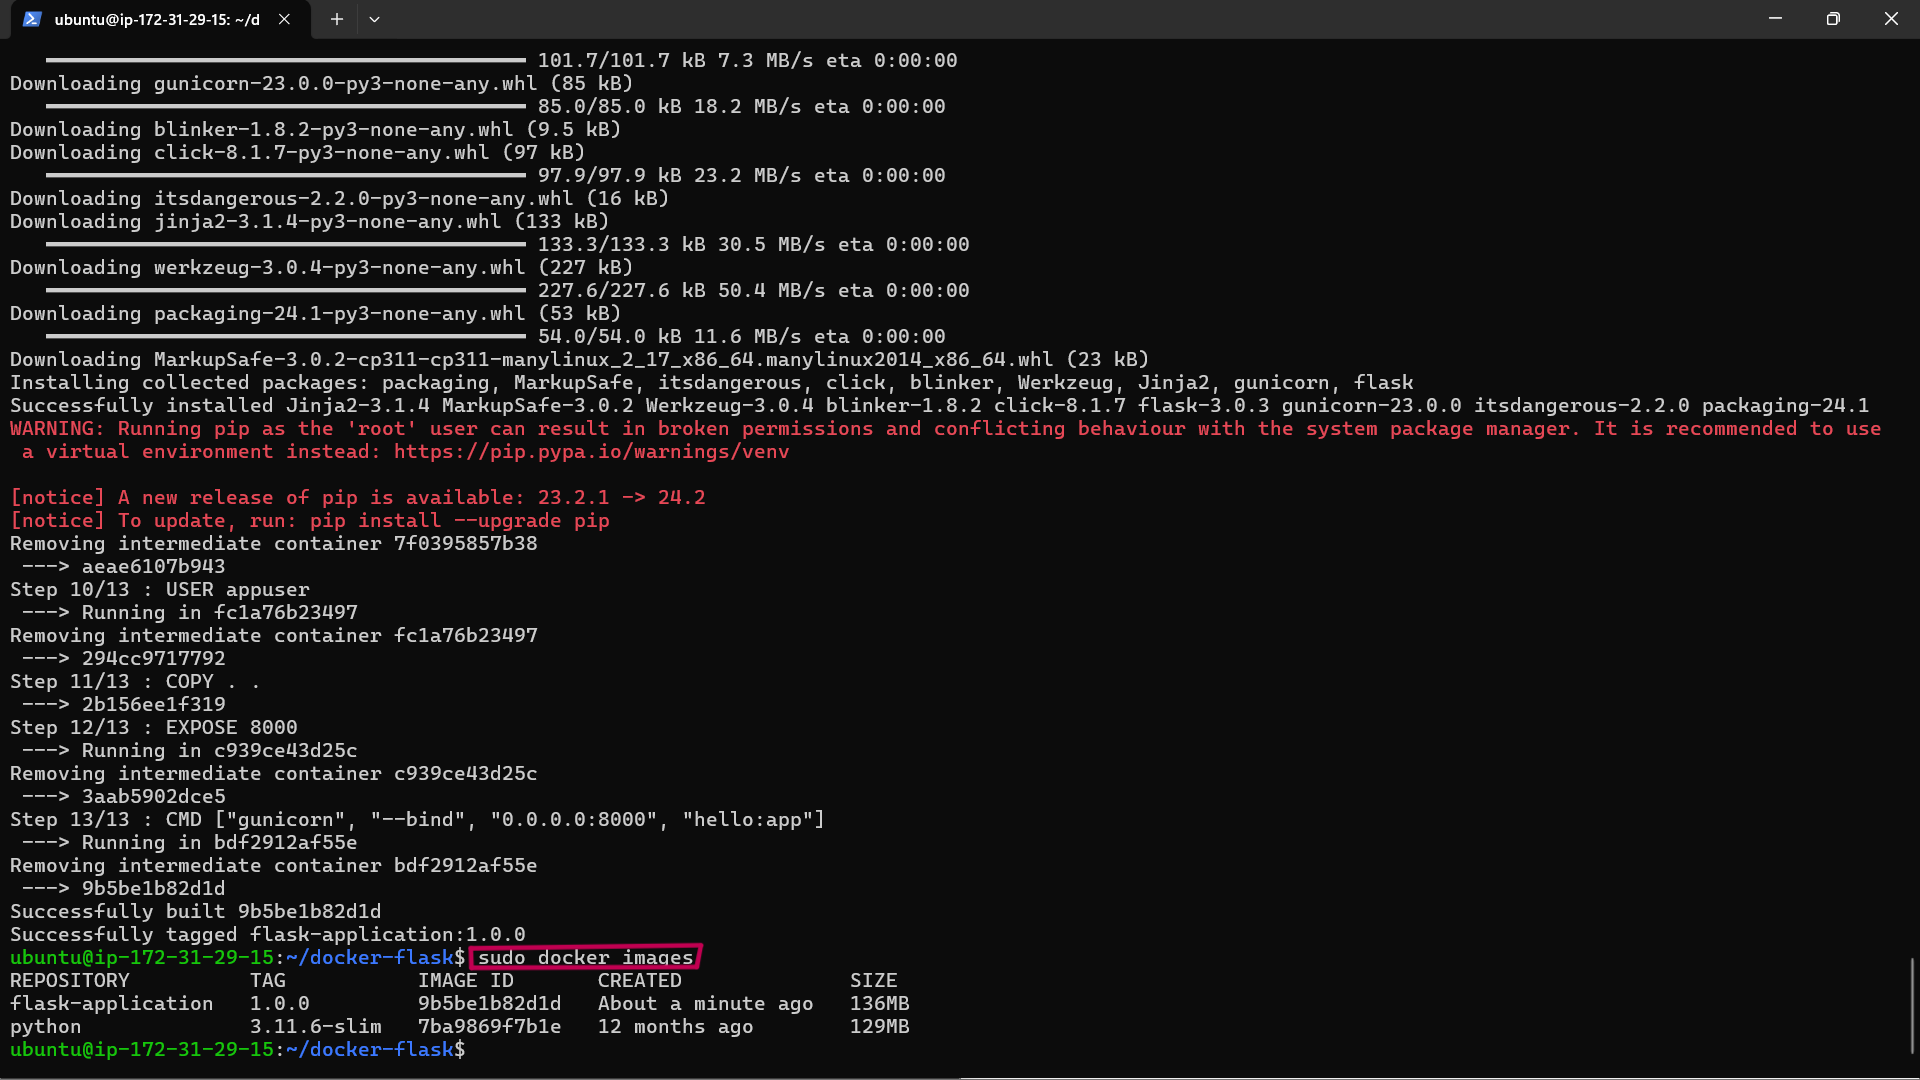 ubuntu@ip-172-31-29-15: ~/d
101.7/101.7 kB 7.3 MB/s eta 0:00:00
Downloading gunicorn-23.0.0-py3-none-any.whl (85 kB)
85.0/85.0 kB 18.2 MB/s eta 0:00:00
Downloading blinker-1.8.2-py3-none-any.whl (9.5 kB)
Downloading click-8.1.7-py3-none-any.whl (97 kB)
97.9/97.9 kB 23.2 MB/s eta 0:00:00
Downloading itsdangerous-2.2.0-py3-none-any.whl (16 kB)
Downloading jinja2-3.1.4-py3-none-any.whl (133 kB)
133.3/133.3 kB 30.5 MB/s eta 0:00:00
Downloading werkzeug-3.0.4-py3-none-any.whl (227 kB)
227.6/227.6 kB 50.4 MB/s eta 0:00:00
Downloading packaging-24.1-py3-none-any.whl (53 kB)
54.0/54.0 kB 11.6 MB/s eta 0:00:00
Downloading MarkupSafe-3.0.2-cp311-cp311-manylinux_2_17_x86_64.manylinux2014_x86_64.whl (23 kB)
Installing collected packages: packaging, MarkupSafe, itsdangerous, click, blinker, Werkzeug, Jinja2, gunicorn, flask
Successfully installed Jinja2-3.1.4 MarkupSafe-3.0.2 Werkzeug-3.0.4 blinker-1.8.2 click-8.1.7 flask-3.0.3 gunicorn-23.0.0 itsdangerous-2.2.0 packaging-24.1
WARNING: Running pip as the 'root' user can result in broken permissions and conflicting behaviour with the system package manager. It is recommended to use
a virtual environment instead: https://pip.pypa.io/warnings/venv
[notice] A new release of pip is available: 23.2.1 -> 24.2
[notice] To update, run: pip install --upgrade pip
Removing intermediate container 7f0395857b38
---> aeae6107b943
Step 10/13 : USER appuser
---> Running in fc1a76b23497
Removing intermediate container fc1a76b23497
---> 294cc9717792
Step 11/13 : COPY . .
---> 2b156ee1f319
Step 12/13 : EXPOSE 8000
---> Running in c939ce43d25c
Removing intermediate container c939ce43d25c
---> 3aab5902dce5
Step 13/13 : CMD ["gunicorn", "--bind", "0.0.0.0:8000", "hello:app"]
---> Running in bdf2912af55e
Removing intermediate container bdf2912af55e
---> 9b5be1b82d1d
Successfully built 9b5be1b82d1d
Successfully tagged flask-application:1.0.0
ubuntu@ip-172-31-29-15:~/docker-flask$ sudo docker images
REPOSITORY TAG IMAGE ID CREATED SIZE
flask-application 1.0.0 9b5be1b82d1d About a minute ago 136MB
python 3.11.6-slim 7ba9869f7b1e 12 months ago 129MB
ubuntu@ip-172-31-29-15:~/docker-flask$